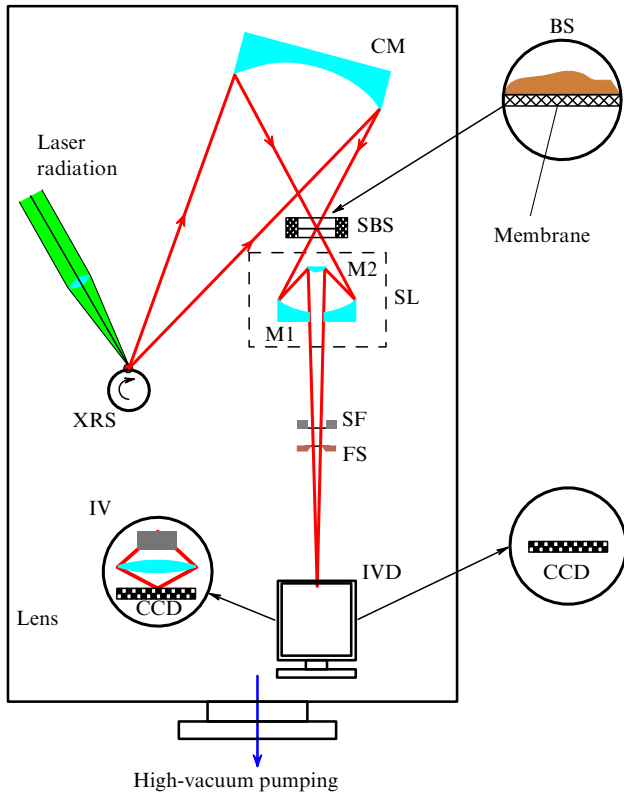 CM
BS
Laser
radiation
SBS
Membrane
M2
SL
M1
XRS
SF
FS
IV
IVD
CCD
CCD
Lens
High-vacuum pumping